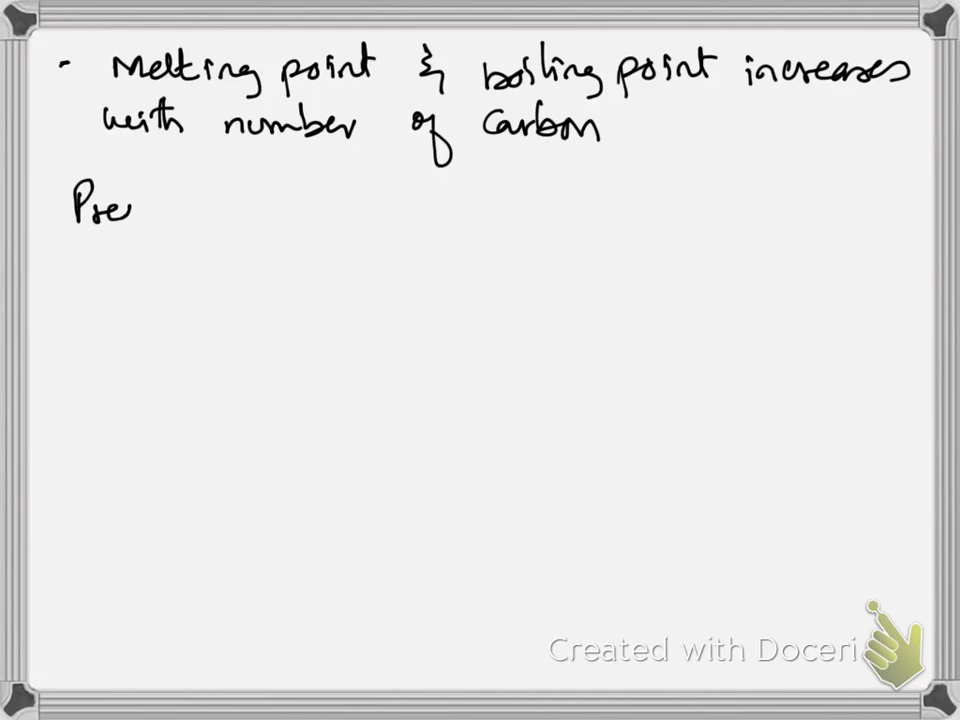 - Melting point & boiling point increases
with number of carbon
Pre
Created with Doceri